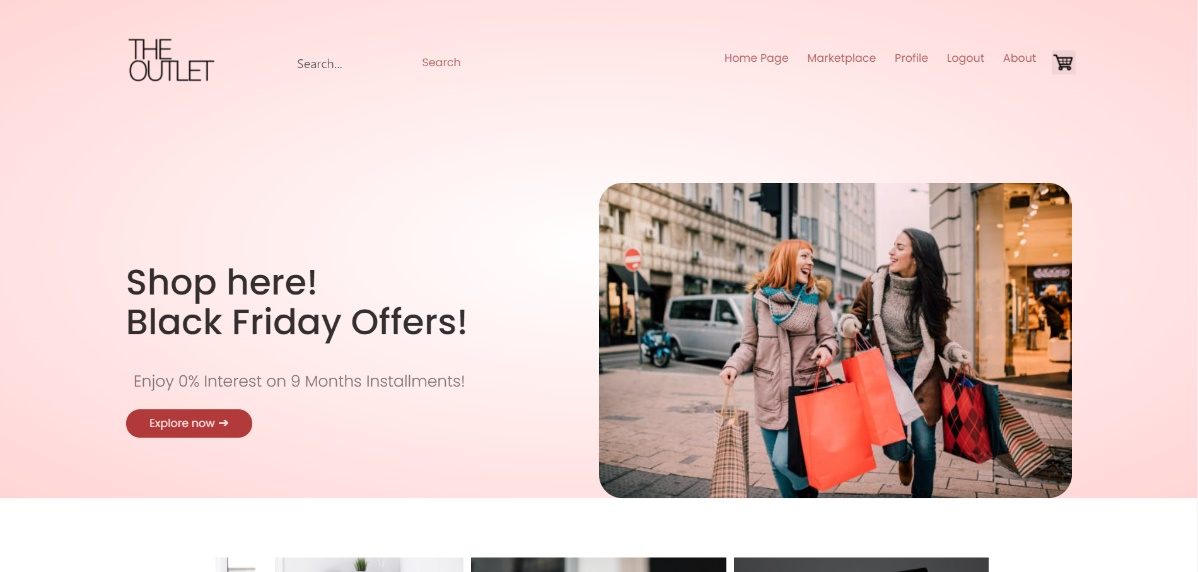 THE
OUTLET
Search...
Search
Home Page
Marketplace
Profile
Logout
About
Shop here!
Black Friday Offers!
Enjoy 0% Interest on 9 Months Installments!
Explore now ➔